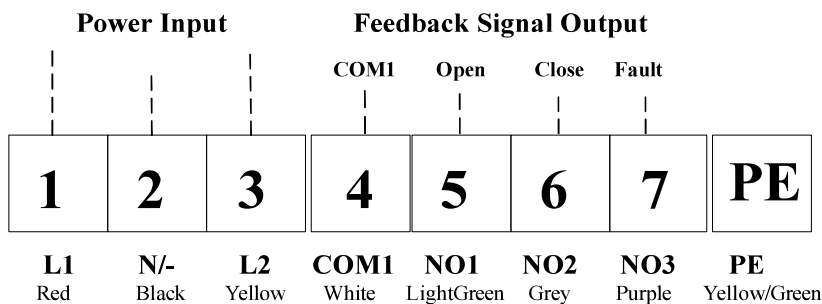 Power Input Feedback Signal Output
COM1 Open Close Fault
1 2 3 4 5 6 7 PE
L1 N/- L2 COM1 NO1 NO2 NO3 PE
Red Black Yellow White LightGreen Grey Purple Yellow/Green